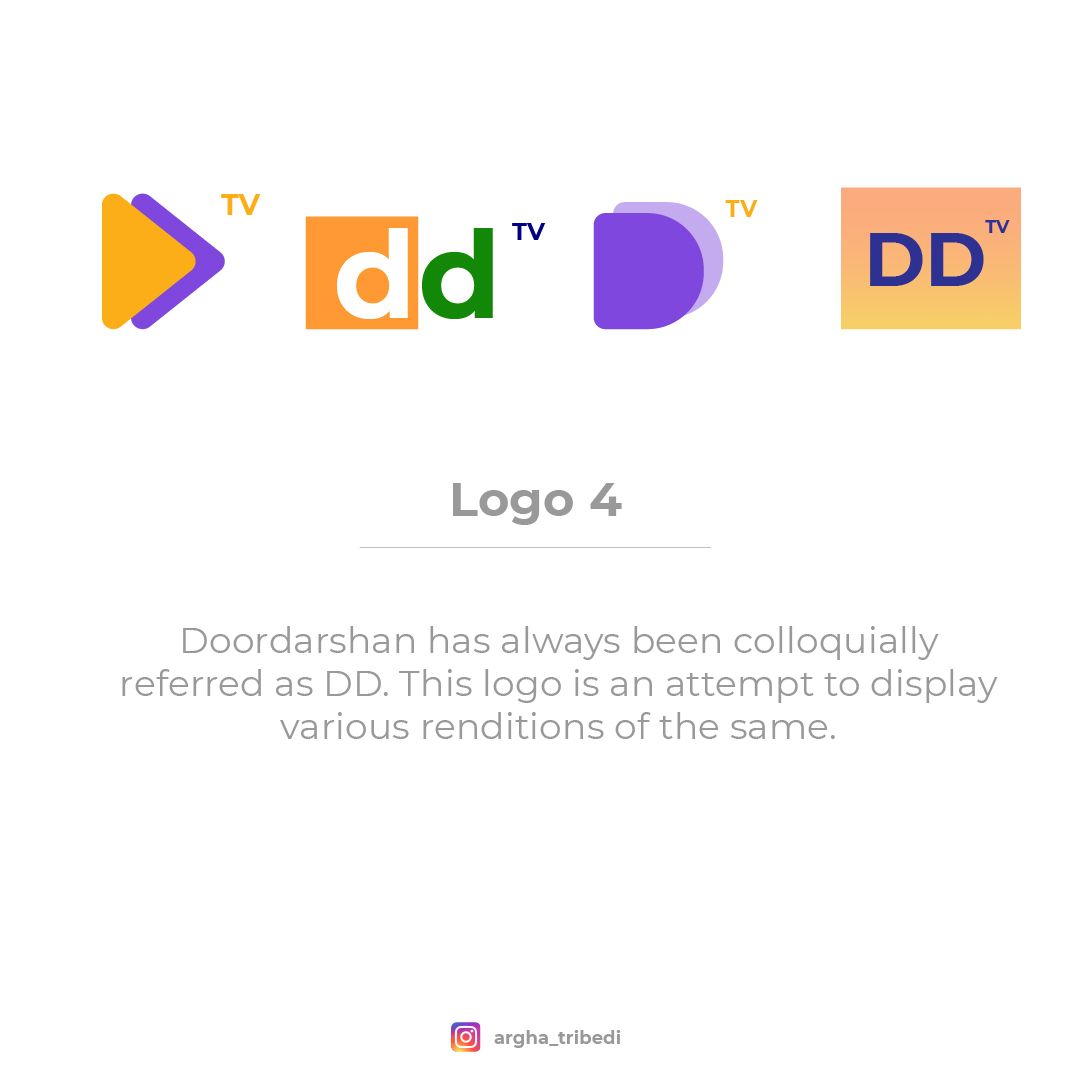 TV
dd TV
TV
DD TV
Logo 4
Doordarshan has always been colloquially
referred as DD. This logo is an attempt to display
various renditions of the same.
argha_tribedi